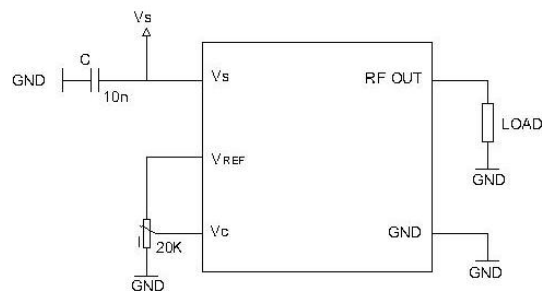 Vs
C
GND
10n
Vs
RF OUT
LOAD
GND
VREF
Vc
20K
GND
GND
GND